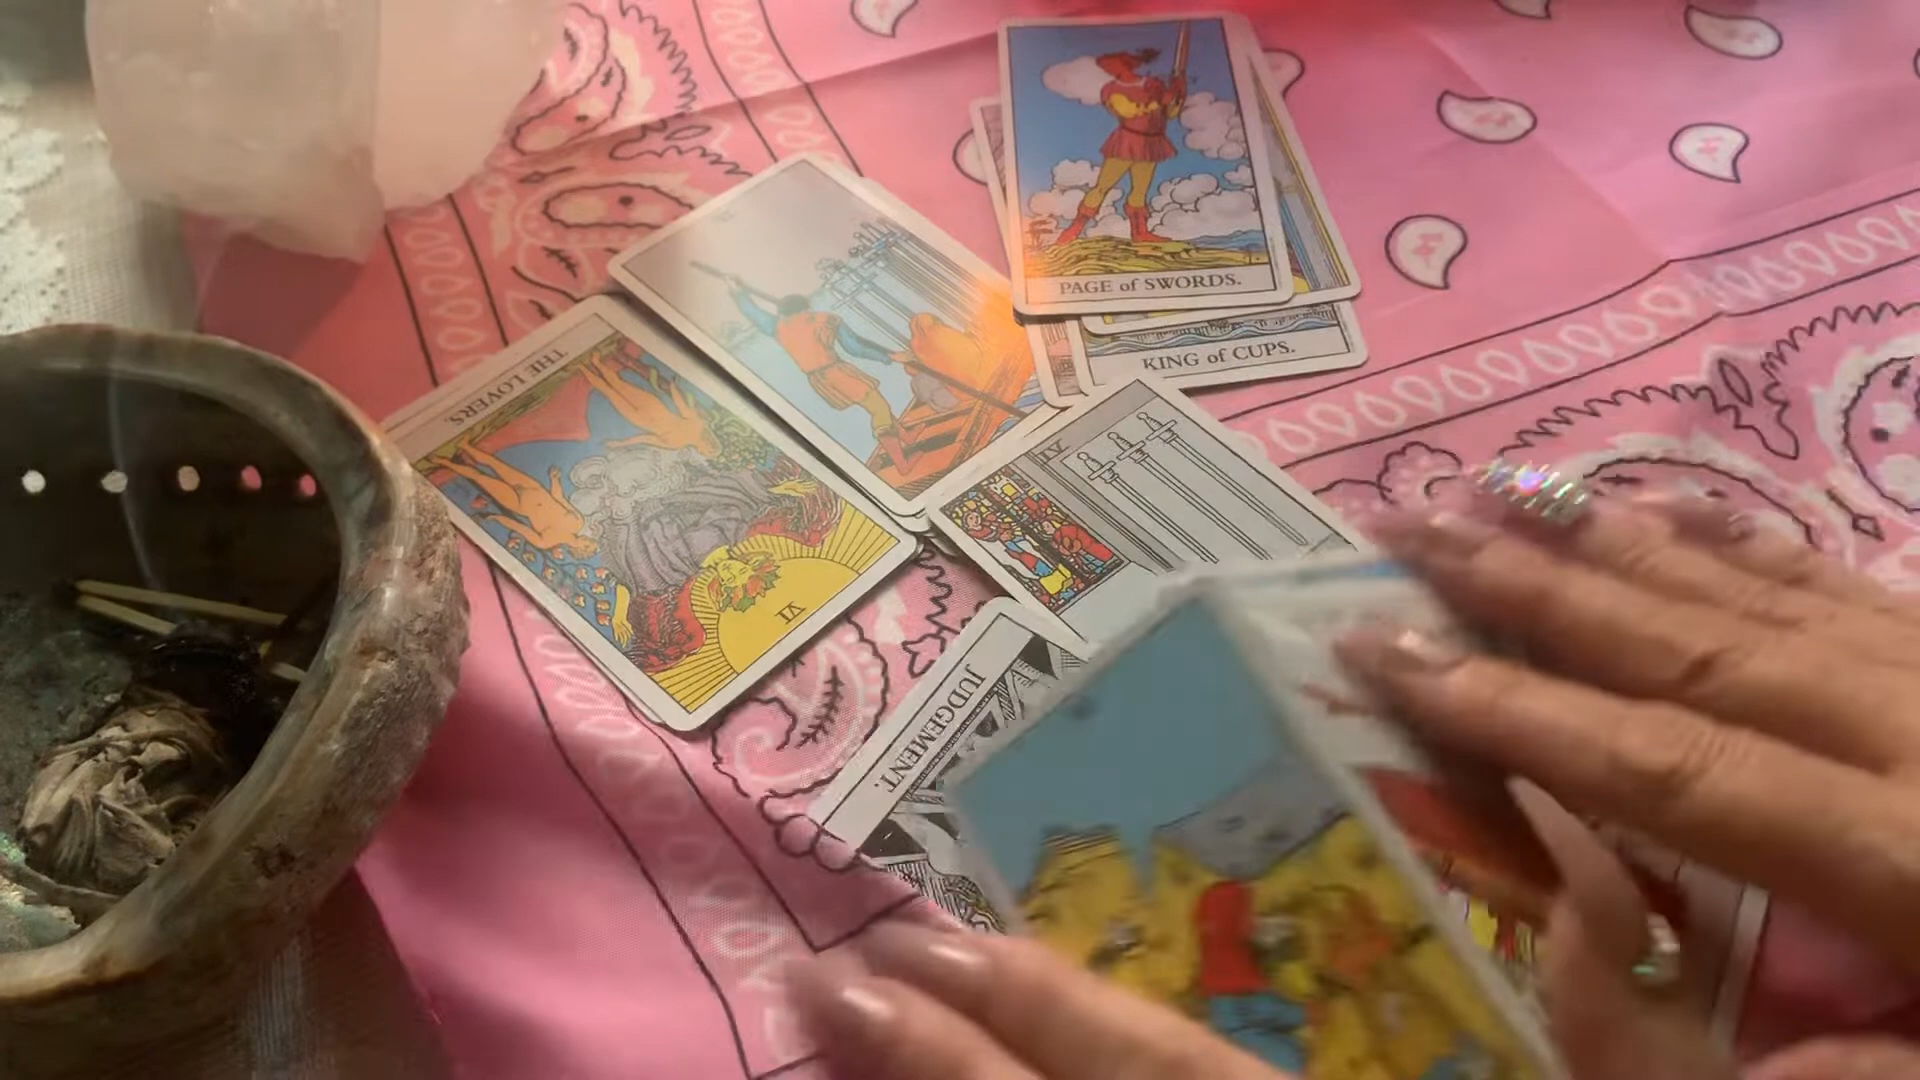 PAGE of SWORDS.
KING of CUPS.
THE LOVERS.
IV
VI
JUDGEMENT.